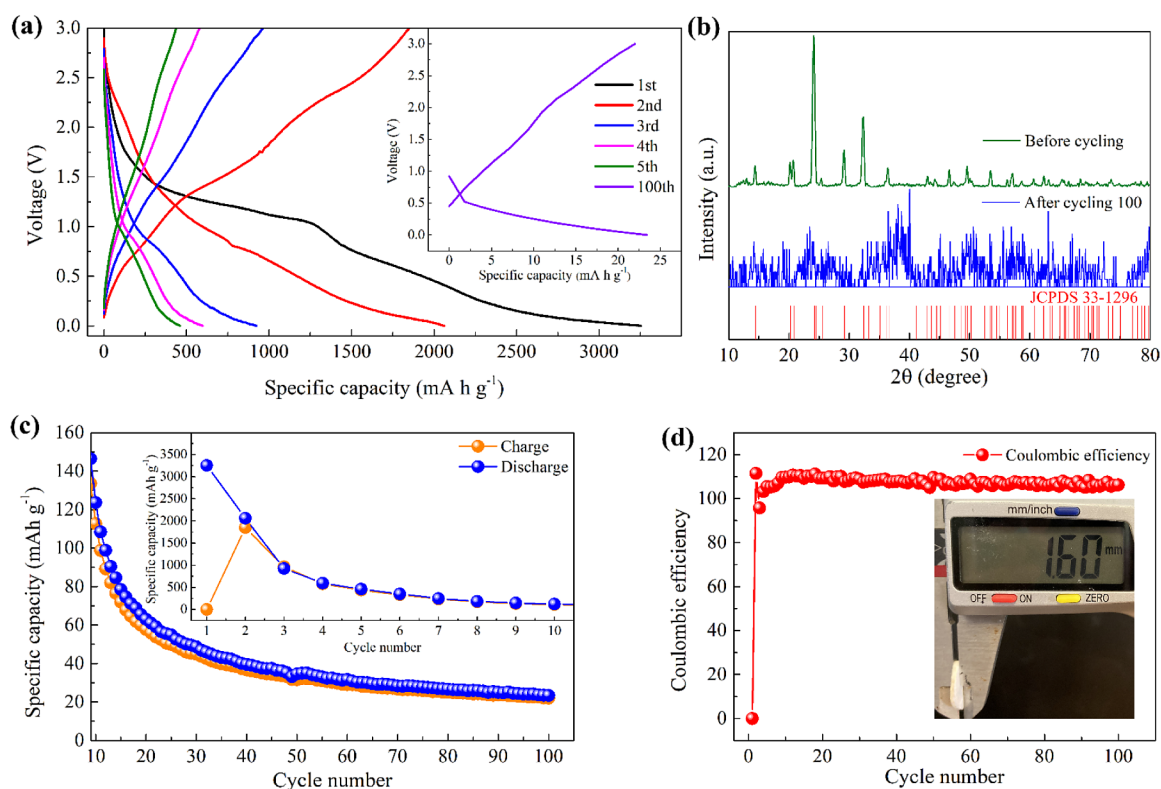 (a)
3.0
2.5
2.0
1.5
1.0
0.5
0.0
Voltage (V)
0 500 1000 1500 2000 2500 3000
Specific capacity (mA h g-1)
3.0
2.5
2.0
1.5
1.0
0.5
0.0
Voltage (V)
0 5 10 15 20 25
Specific capacity (mA h g-1)
1st
2nd
3rd
4th
5th
100th
(b)
Intensity (a.u.)
Before cycling
After cycling 100
JCPDS 33-1296
10 20 30 40 50 60 70 80
2θ (degree)
(c)
160
140
120
100
80
60
40
20
0
Specific capacity (mAh g-1)
10 20 30 40 50 60 70 80 90 100
Cycle number
Charge
Discharge
3500
3000
2500
2000
1500
1000
500
0
Specific capacity (mAh g-1)
1 2 3 4 5 6 7 8 9 10
Cycle number
(d)
120
100
80
60
40
20
0
Coulombic efficiency
0 20 40 60 80 100
Cycle number
Coulombic efficiency
mm/inch
1.60 mm
OFF ON ZERO